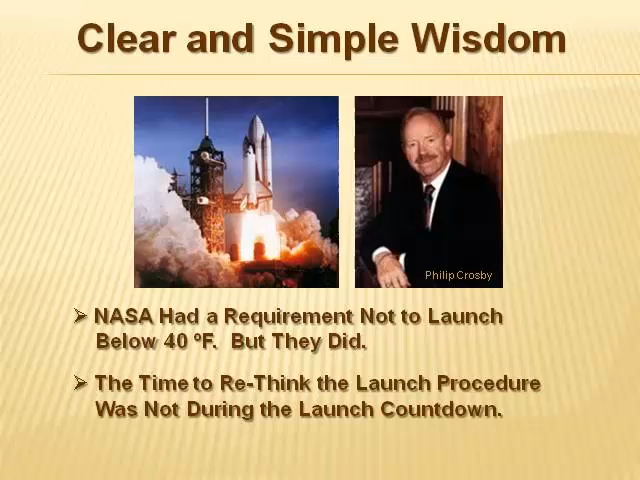 Clear and Simple Wisdom
Philip Crosby
➢ NASA Had a Requirement Not to Launch
Below 40 ºF. But They Did.
➢ The Time to Re-Think the Launch Procedure
Was Not During the Launch Countdown.